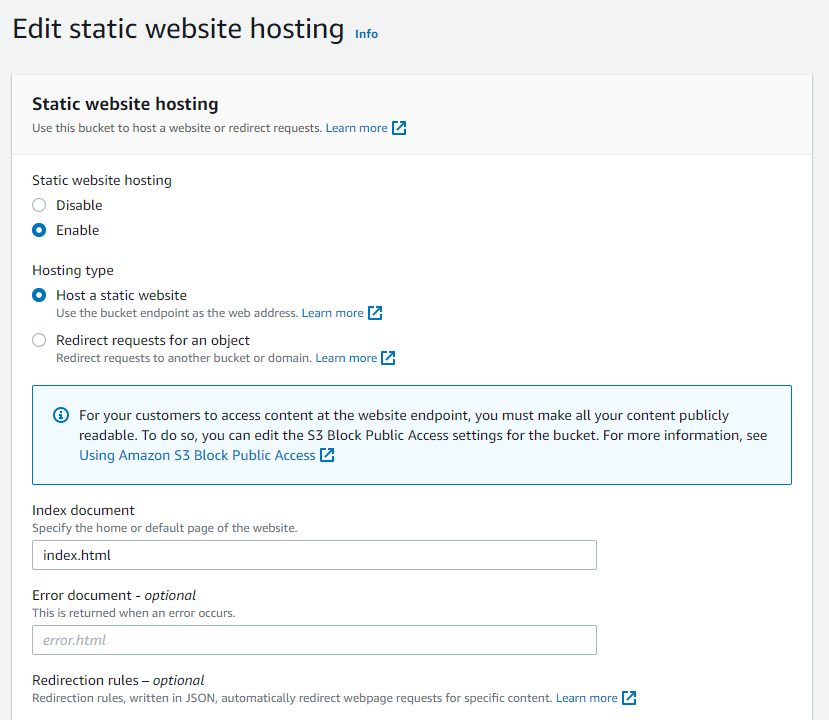 Edit static website hosting Info
Static website hosting
Use this bucket to host a website or redirect requests. Learn more
Static website hosting
Disable
Enable
Hosting type
Host a static website
Use the bucket endpoint as the web address. Learn more
Redirect requests for an object
Redirect requests to another bucket or domain. Learn more
For your customers to access content at the website endpoint, you must make all your content publicly
readable. To do so, you can edit the S3 Block Public Access settings for the bucket. For more information, see
Using Amazon S3 Block Public Access
Index document
Specify the home or default page of the website.
index.html
Error document - optional
This is returned when an error occurs.
error.html
Redirection rules – optional
Redirection rules, written in JSON, automatically redirect webpage requests for specific content. Learn more